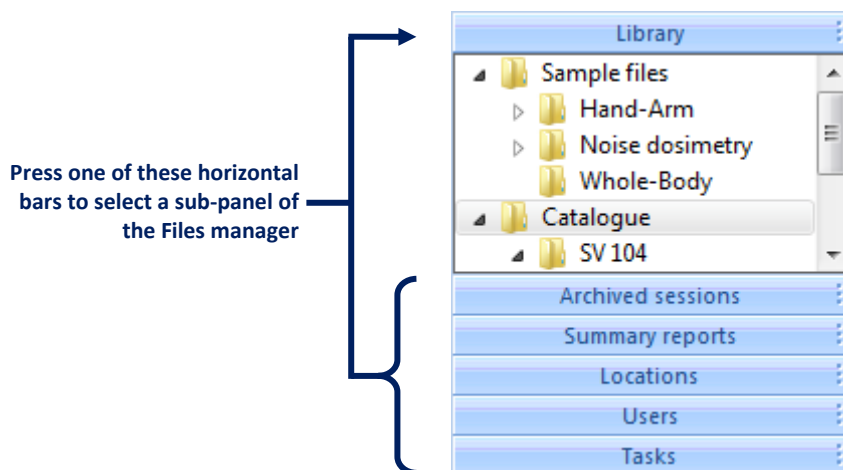 Library
Sample files
Hand-Arm
Noise dosimetry
Whole-Body
Catalogue
SV 104
Press one of these horizontal
bars to select a sub-panel of
the Files manager
Archived sessions
Summary reports
Locations
Users
Tasks